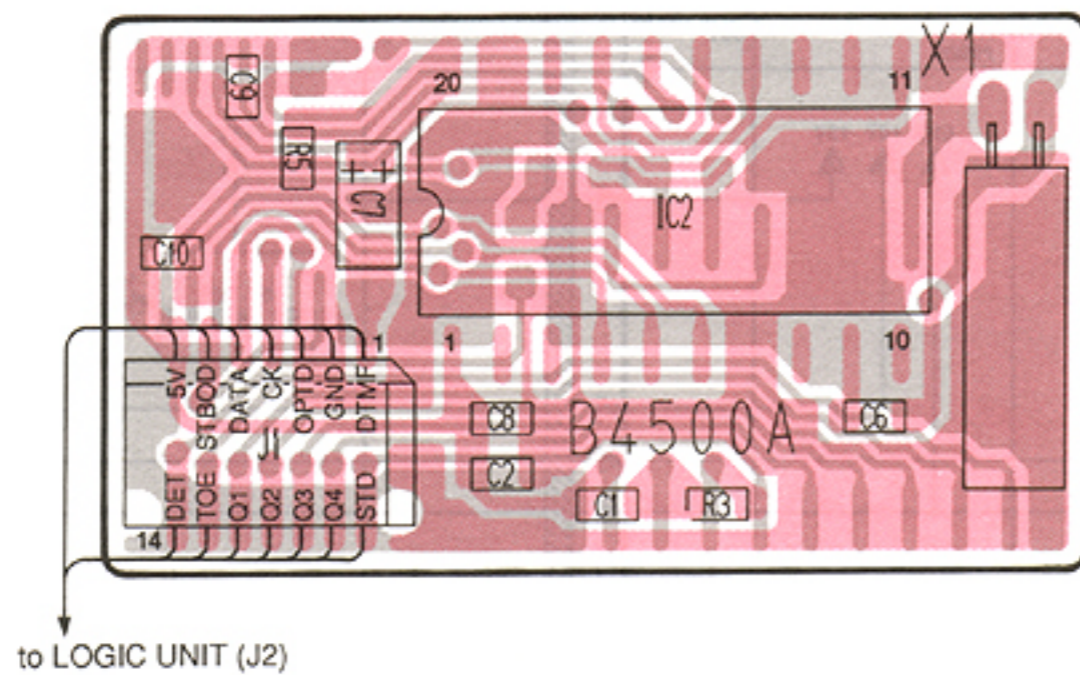 X1
C9
20
11
R5
++
C7
IC2
C10
1
1
10
5V
STBOD
DATA
CK
OPTD
GND
DTMF
J1
C8
B4500A
C6
C2
C1
R3
DET
TOE
Q1
Q2
Q3
Q4
STD
14
to LOGIC UNIT (J2)